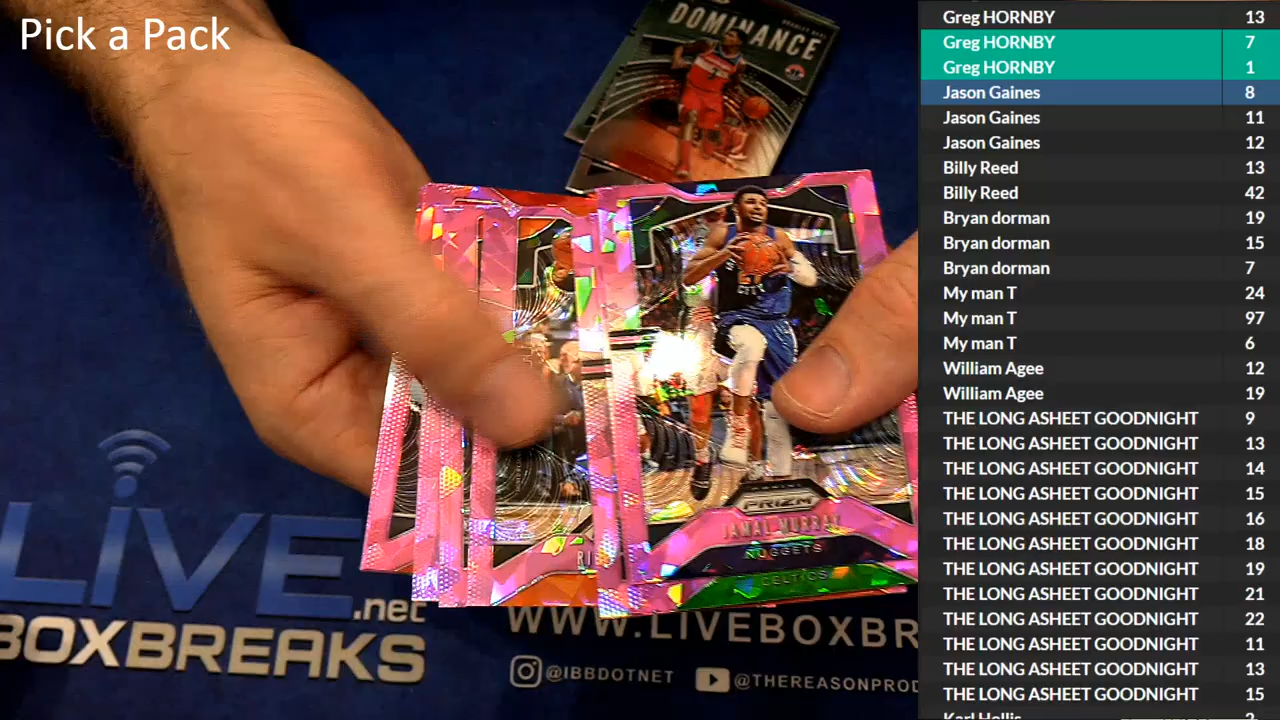 Pick a Pack
DOMINANCE
PRIZM
JAMAL MURRAY
NUGGETS
CELTICS
RI
LIVE
.net
BOXBREAKS
WWW.LIVEBOXBR
@IBBDOTNET
@THEREASONPROD
Greg HORNBY 13
Greg HORNBY 7
Greg HORNBY 1
Jason Gaines 8
Jason Gaines 11
Jason Gaines 12
Billy Reed 13
Billy Reed 42
Bryan dorman 19
Bryan dorman 15
Bryan dorman 7
My man T 24
My man T 97
My man T 6
William Agee 12
William Agee 19
THE LONG ASHEET GOODNIGHT 9
THE LONG ASHEET GOODNIGHT 13
THE LONG ASHEET GOODNIGHT 14
THE LONG ASHEET GOODNIGHT 15
THE LONG ASHEET GOODNIGHT 16
THE LONG ASHEET GOODNIGHT 18
THE LONG ASHEET GOODNIGHT 19
THE LONG ASHEET GOODNIGHT 21
THE LONG ASHEET GOODNIGHT 22
THE LONG ASHEET GOODNIGHT 11
THE LONG ASHEET GOODNIGHT 13
THE LONG ASHEET GOODNIGHT 15